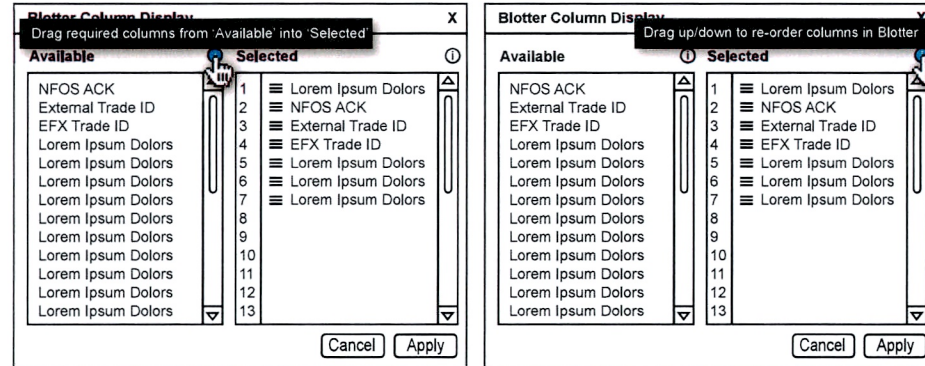 Blotter Column Display X
Drag required columns from 'Available' into 'Selected'
Available Selected
NFOS ACK
External Trade ID
EFX Trade ID
Lorem Ipsum Dolors
Lorem Ipsum Dolors
Lorem Ipsum Dolors
Lorem Ipsum Dolors
Lorem Ipsum Dolors
Lorem Ipsum Dolors
Lorem Ipsum Dolors
Lorem Ipsum Dolors
Lorem Ipsum Dolors
Lorem Ipsum Dolors
1 Lorem Ipsum Dolors
2 NFOS ACK
3 External Trade ID
4 EFX Trade ID
5 Lorem Ipsum Dolors
6 Lorem Ipsum Dolors
7 Lorem Ipsum Dolors
8
9
10
11
12
13
Cancel Apply
Blotter Column Display X
Drag up/down to re-order columns in Blotter
Available Selected
NFOS ACK
External Trade ID
EFX Trade ID
Lorem Ipsum Dolors
Lorem Ipsum Dolors
Lorem Ipsum Dolors
Lorem Ipsum Dolors
Lorem Ipsum Dolors
Lorem Ipsum Dolors
Lorem Ipsum Dolors
Lorem Ipsum Dolors
Lorem Ipsum Dolors
Lorem Ipsum Dolors
1 Lorem Ipsum Dolors
2 NFOS ACK
3 External Trade ID
4 EFX Trade ID
5 Lorem Ipsum Dolors
6 Lorem Ipsum Dolors
7 Lorem Ipsum Dolors
8
9
10
11
12
13
Cancel Apply